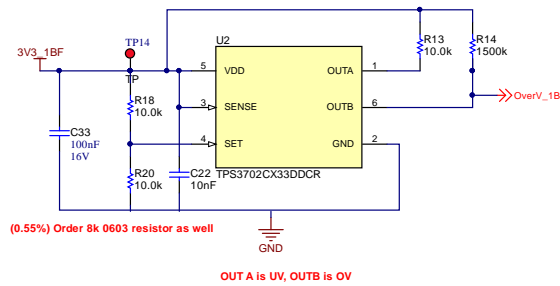 TP14
U2
R13
10.0k
R14
1500k
3V3_1BF
TP
5
VDD
OUTA
1
R18
10.0k
3
SENSE
OUTB
6
OverV_1B
4
SET
GND
2
C33
100nF
16V
R20
10.0k
C22
10nF
TPS3702CX33DDCR
(0.55%) Order 8k 0603 resistor as well
GND
OUT A is UV, OUTB is OV